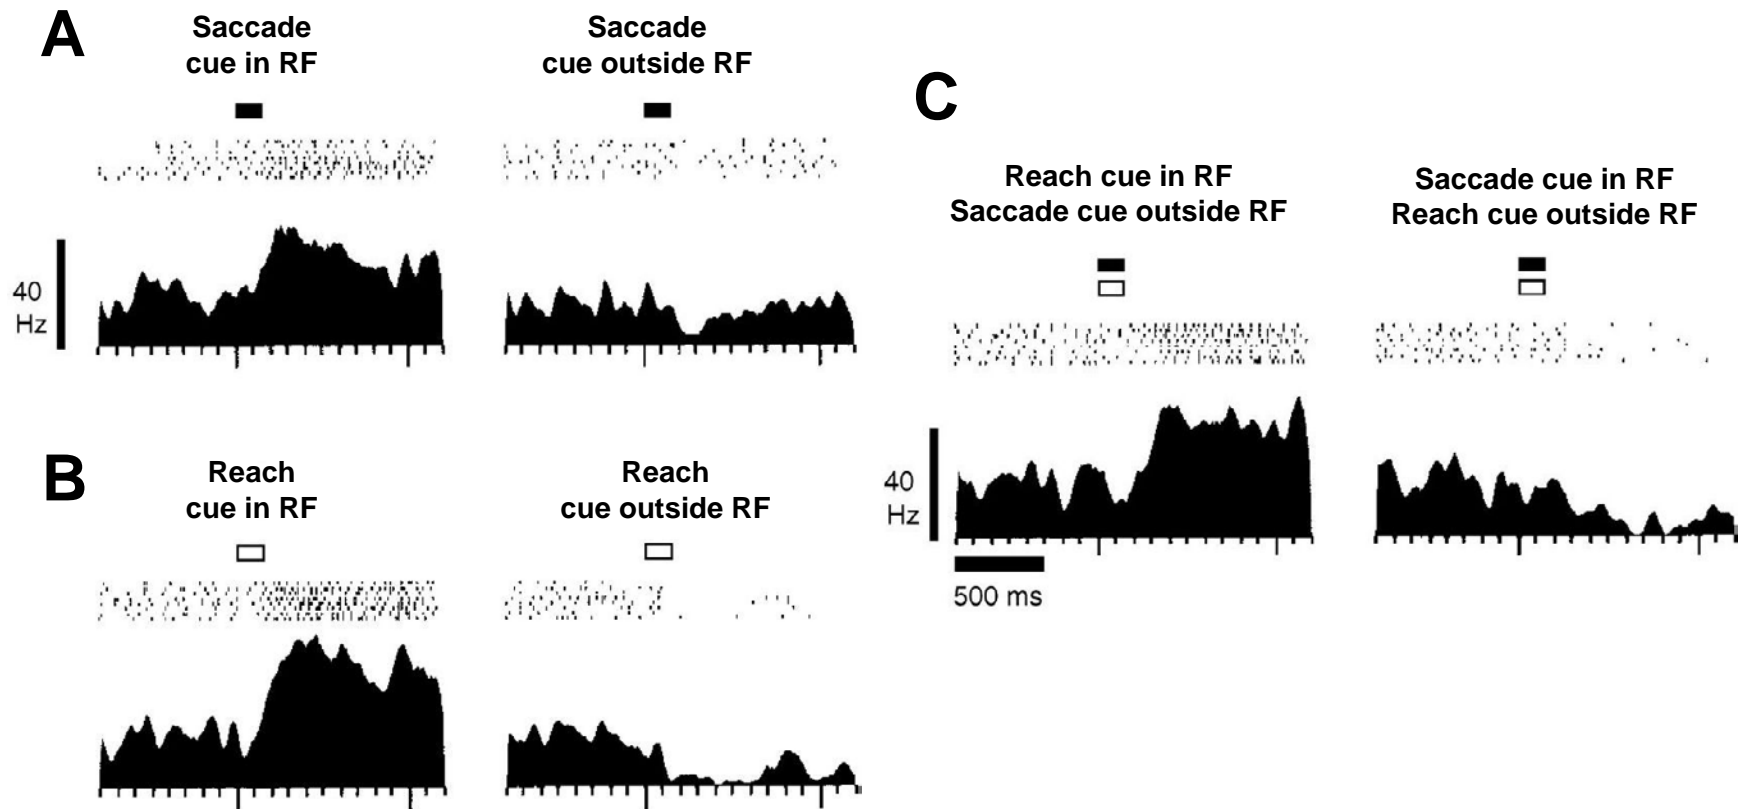 A
Saccade
cue in RF
Saccade
cue outside RF
40
Hz
B
Reach
cue in RF
Reach
cue outside RF
C
Reach cue in RF
Saccade cue outside RF
Saccade cue in RF
Reach cue outside RF
40
Hz
500 ms